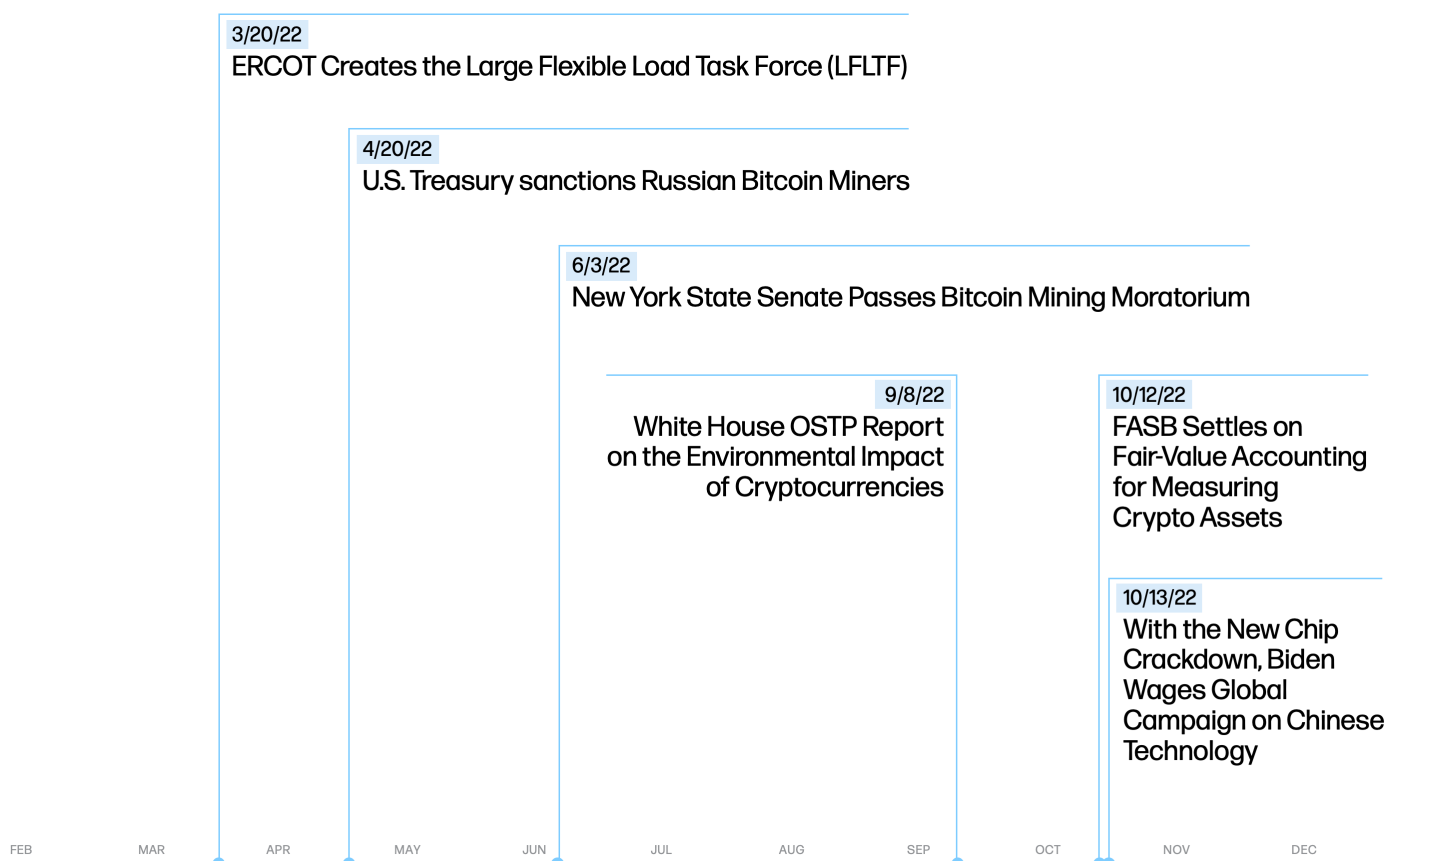 3/20/22
ERCOT Creates the Large Flexible Load Task Force (LFLTF)
4/20/22
U.S. Treasury sanctions Russian Bitcoin Miners
6/3/22
New York State Senate Passes Bitcoin Mining Moratorium
9/8/22
White House OSTP Report
on the Environmental Impact
of Cryptocurrencies
10/12/22
FASB Settles on
Fair-Value Accounting
for Measuring
Crypto Assets
10/13/22
With the New Chip
Crackdown, Biden
Wages Global
Campaign on Chinese
Technology
FEB MAR APR MAY JUN JUL AUG SEP OCT NOV DEC